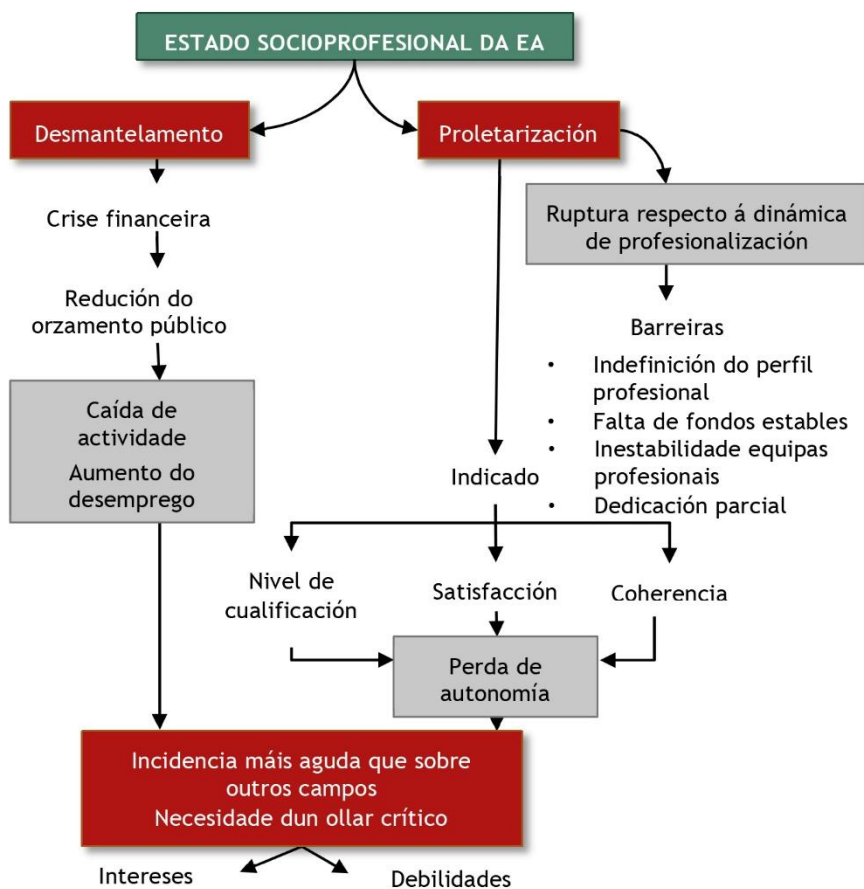 ESTADO SOCIOPROFESIONAL DA EA
Desmantelamento
Proletarización
Crise financeira
Redución do
orzamento público
Caída de
actividade
Aumento do
desemprego
Ruptura respecto á dinámica
de profesionalización
Barreiras
• Indefinición do perfil
profesional
• Falta de fondos estables
• Inestabilidade equipas
profesionais
• Dedicación parcial
Indicado
Nivel de
cualificación
Satisfacción
Coherencia
Perda de
autonomía
Incidencia máis aguda que sobre
outros campos
Necesidade dun ollar crítico
Intereses
Debilidades